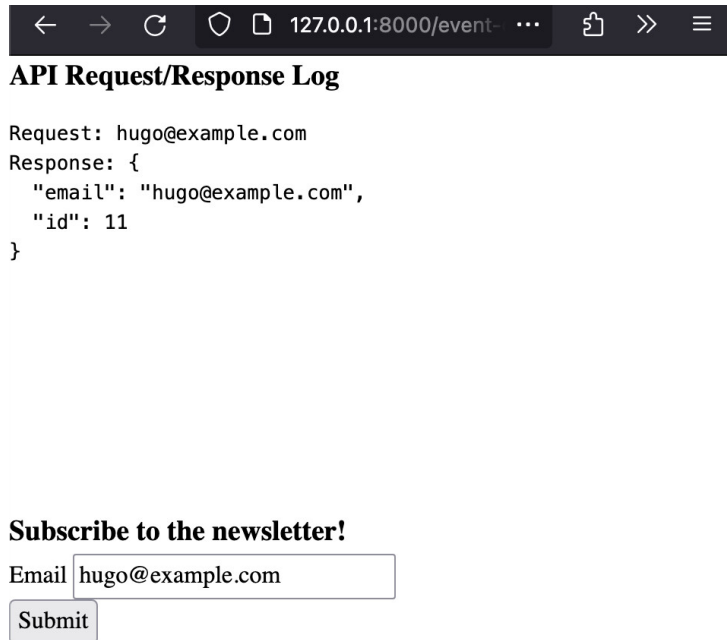 127.0.0.1:8000/event-
API Request/Response Log
Request: hugo@example.com
Response: {
  "email": "hugo@example.com",
  "id": 11
}
Subscribe to the newsletter!
Email hugo@example.com
Submit